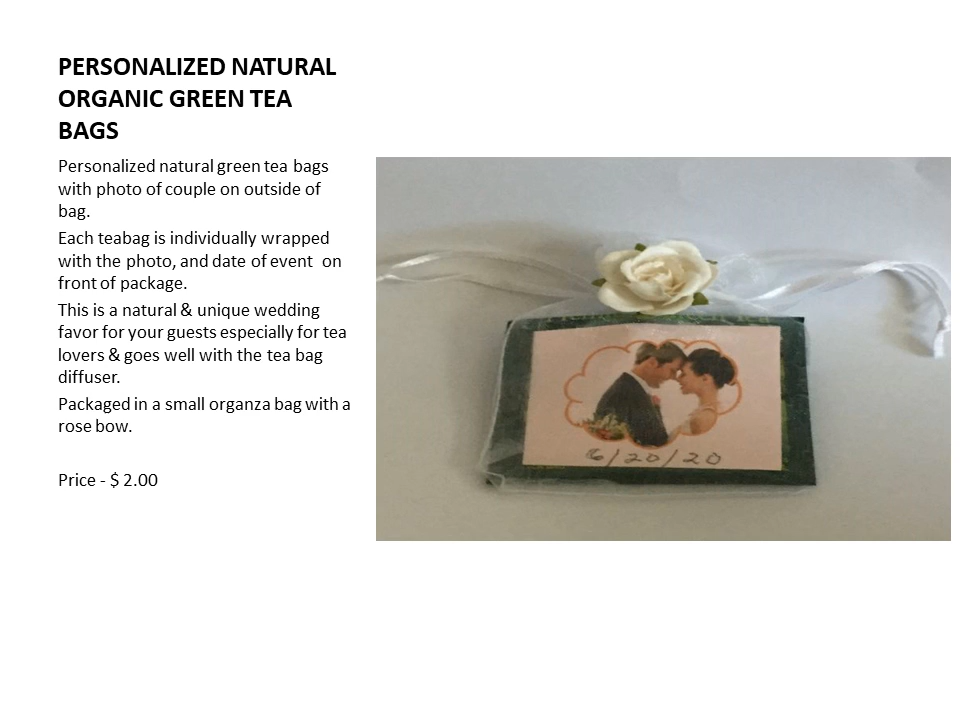 PERSONALIZED NATURAL
ORGANIC GREEN TEA
BAGS
Personalized natural green tea bags
with photo of couple on outside of
bag.
Each teabag is individually wrapped
with the photo, and date of event on
front of package.
This is a natural & unique wedding
favor for your guests especially for tea
lovers & goes well with the tea bag
diffuser.
Packaged in a small organza bag with a
rose bow.
Price - $ 2.00
6/20/20